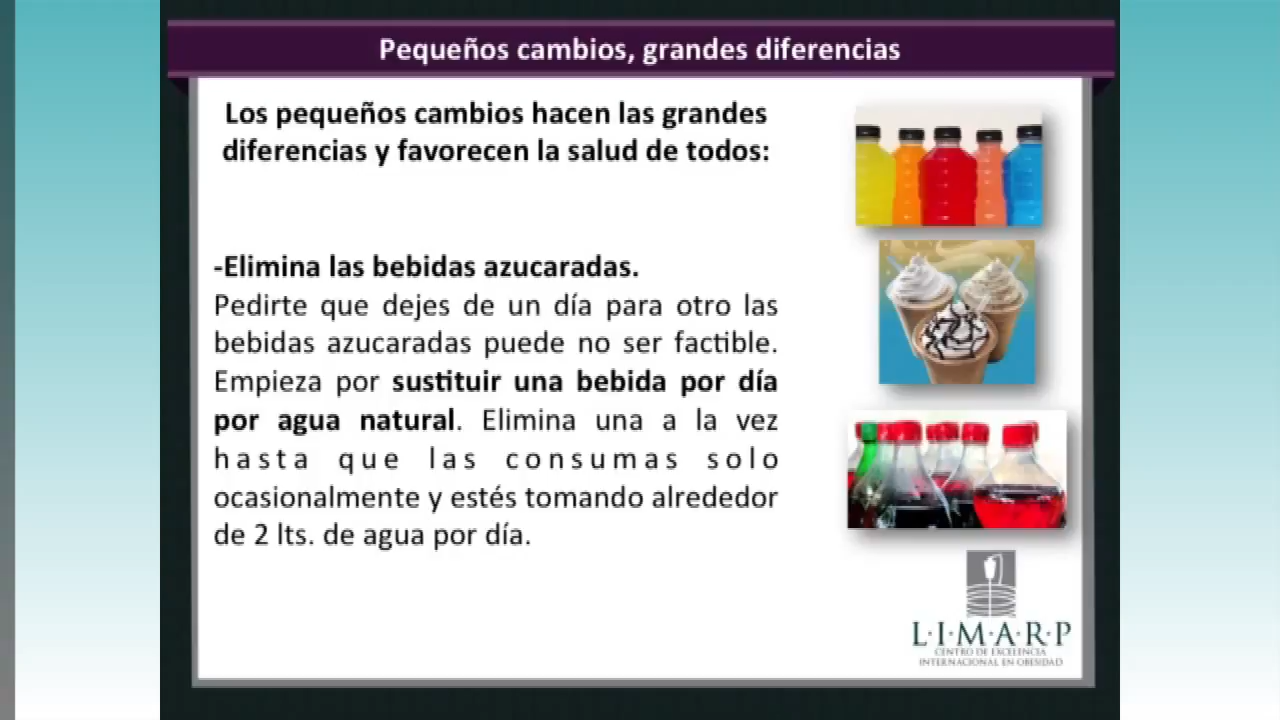 Pequeños cambios, grandes diferencias
Los pequeños cambios hacen las grandes
diferencias y favorecen la salud de todos:
-Elimina las bebidas azucaradas.
Pedirte que dejes de un día para otro las
bebidas azucaradas puede no ser factible.
Empieza por sustituir una bebida por día
por agua natural. Elimina una a la vez
hasta que las consumas solo
ocasionalmente y estés tomando alrededor
de 2 lts. de agua por día.
L·I·M·A·R·P
CENTRO DE EXCELENCIA
INTERNACIONAL EN OBESIDAD